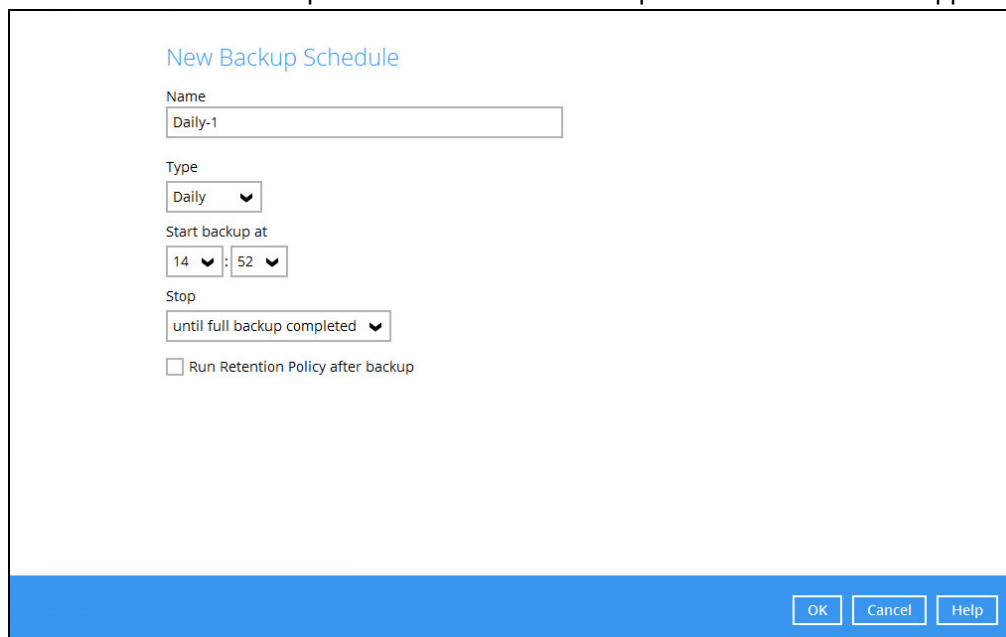 New Backup Schedule
Name
Daily-1
Type
Daily
Start backup at
14 : 52
Stop
until full backup completed
Run Retention Policy after backup
OK Cancel Help